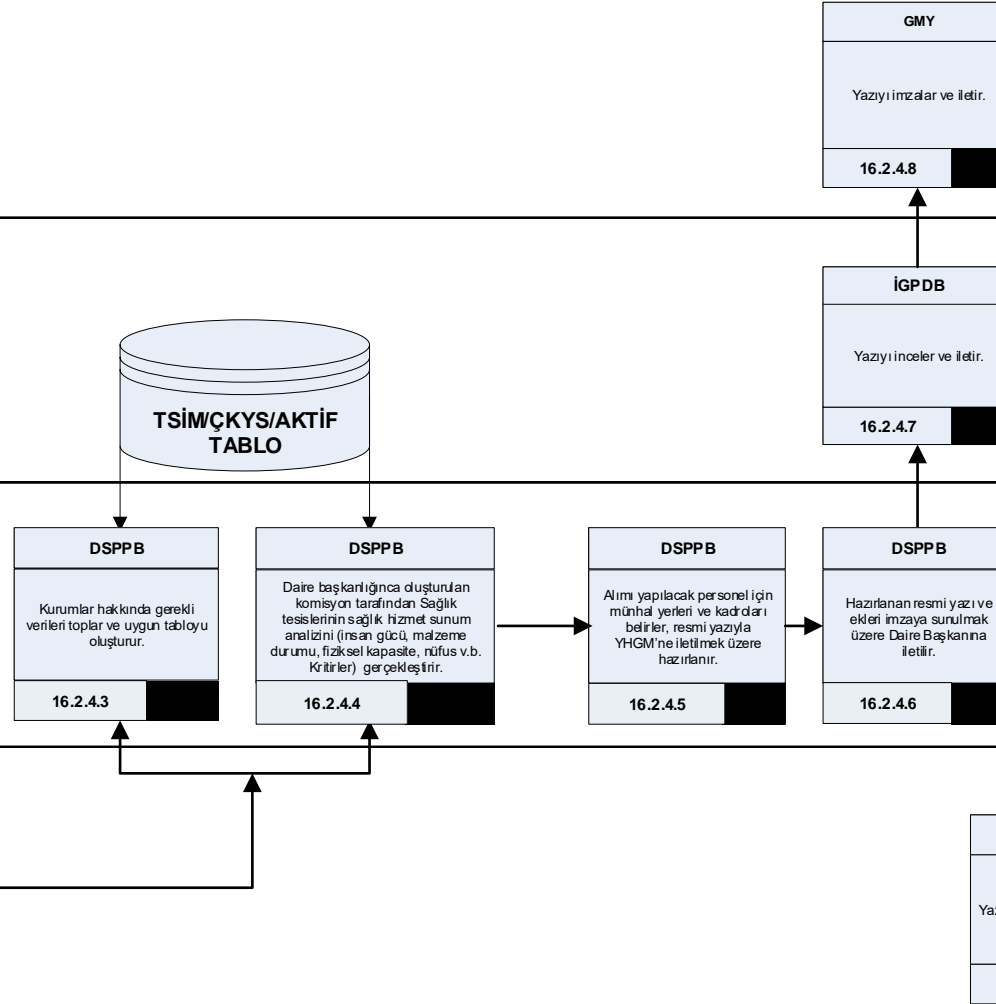 GMY
Yazıyı imzalar ve iletir.
16.2.4.8
İGPDB
Yazıyı inceler ve iletir.
16.2.4.7
TSİM/ÇKYS/AKTİF
TABLO
DSPPB
Kurumlar hakkında gerekli
verileri toplar ve uygun tabloyu
oluşturur.
16.2.4.3
DSPPB
Daire başkanlığınca oluşturulan
komisyon tarafından Sağlık
tesislerinin sağlık hizmet sunum
analizini (insan gücü, malzeme
durumu, fiziksel kapasite, nüfus v.b.
Kritirler) gerçekleştirir.
16.2.4.4
DSPPB
Alımı yapılacak personel için
münhal yerleri ve kadroları
belirler, resmi yazıyla
YHGM'ne iletilmek üzere
hazırlanır.
16.2.4.5
DSPPB
Hazırlanan resmi yazı ve
ekleri imzaya sunulmak
üzere Daire Başkanına
iletilir.
16.2.4.6